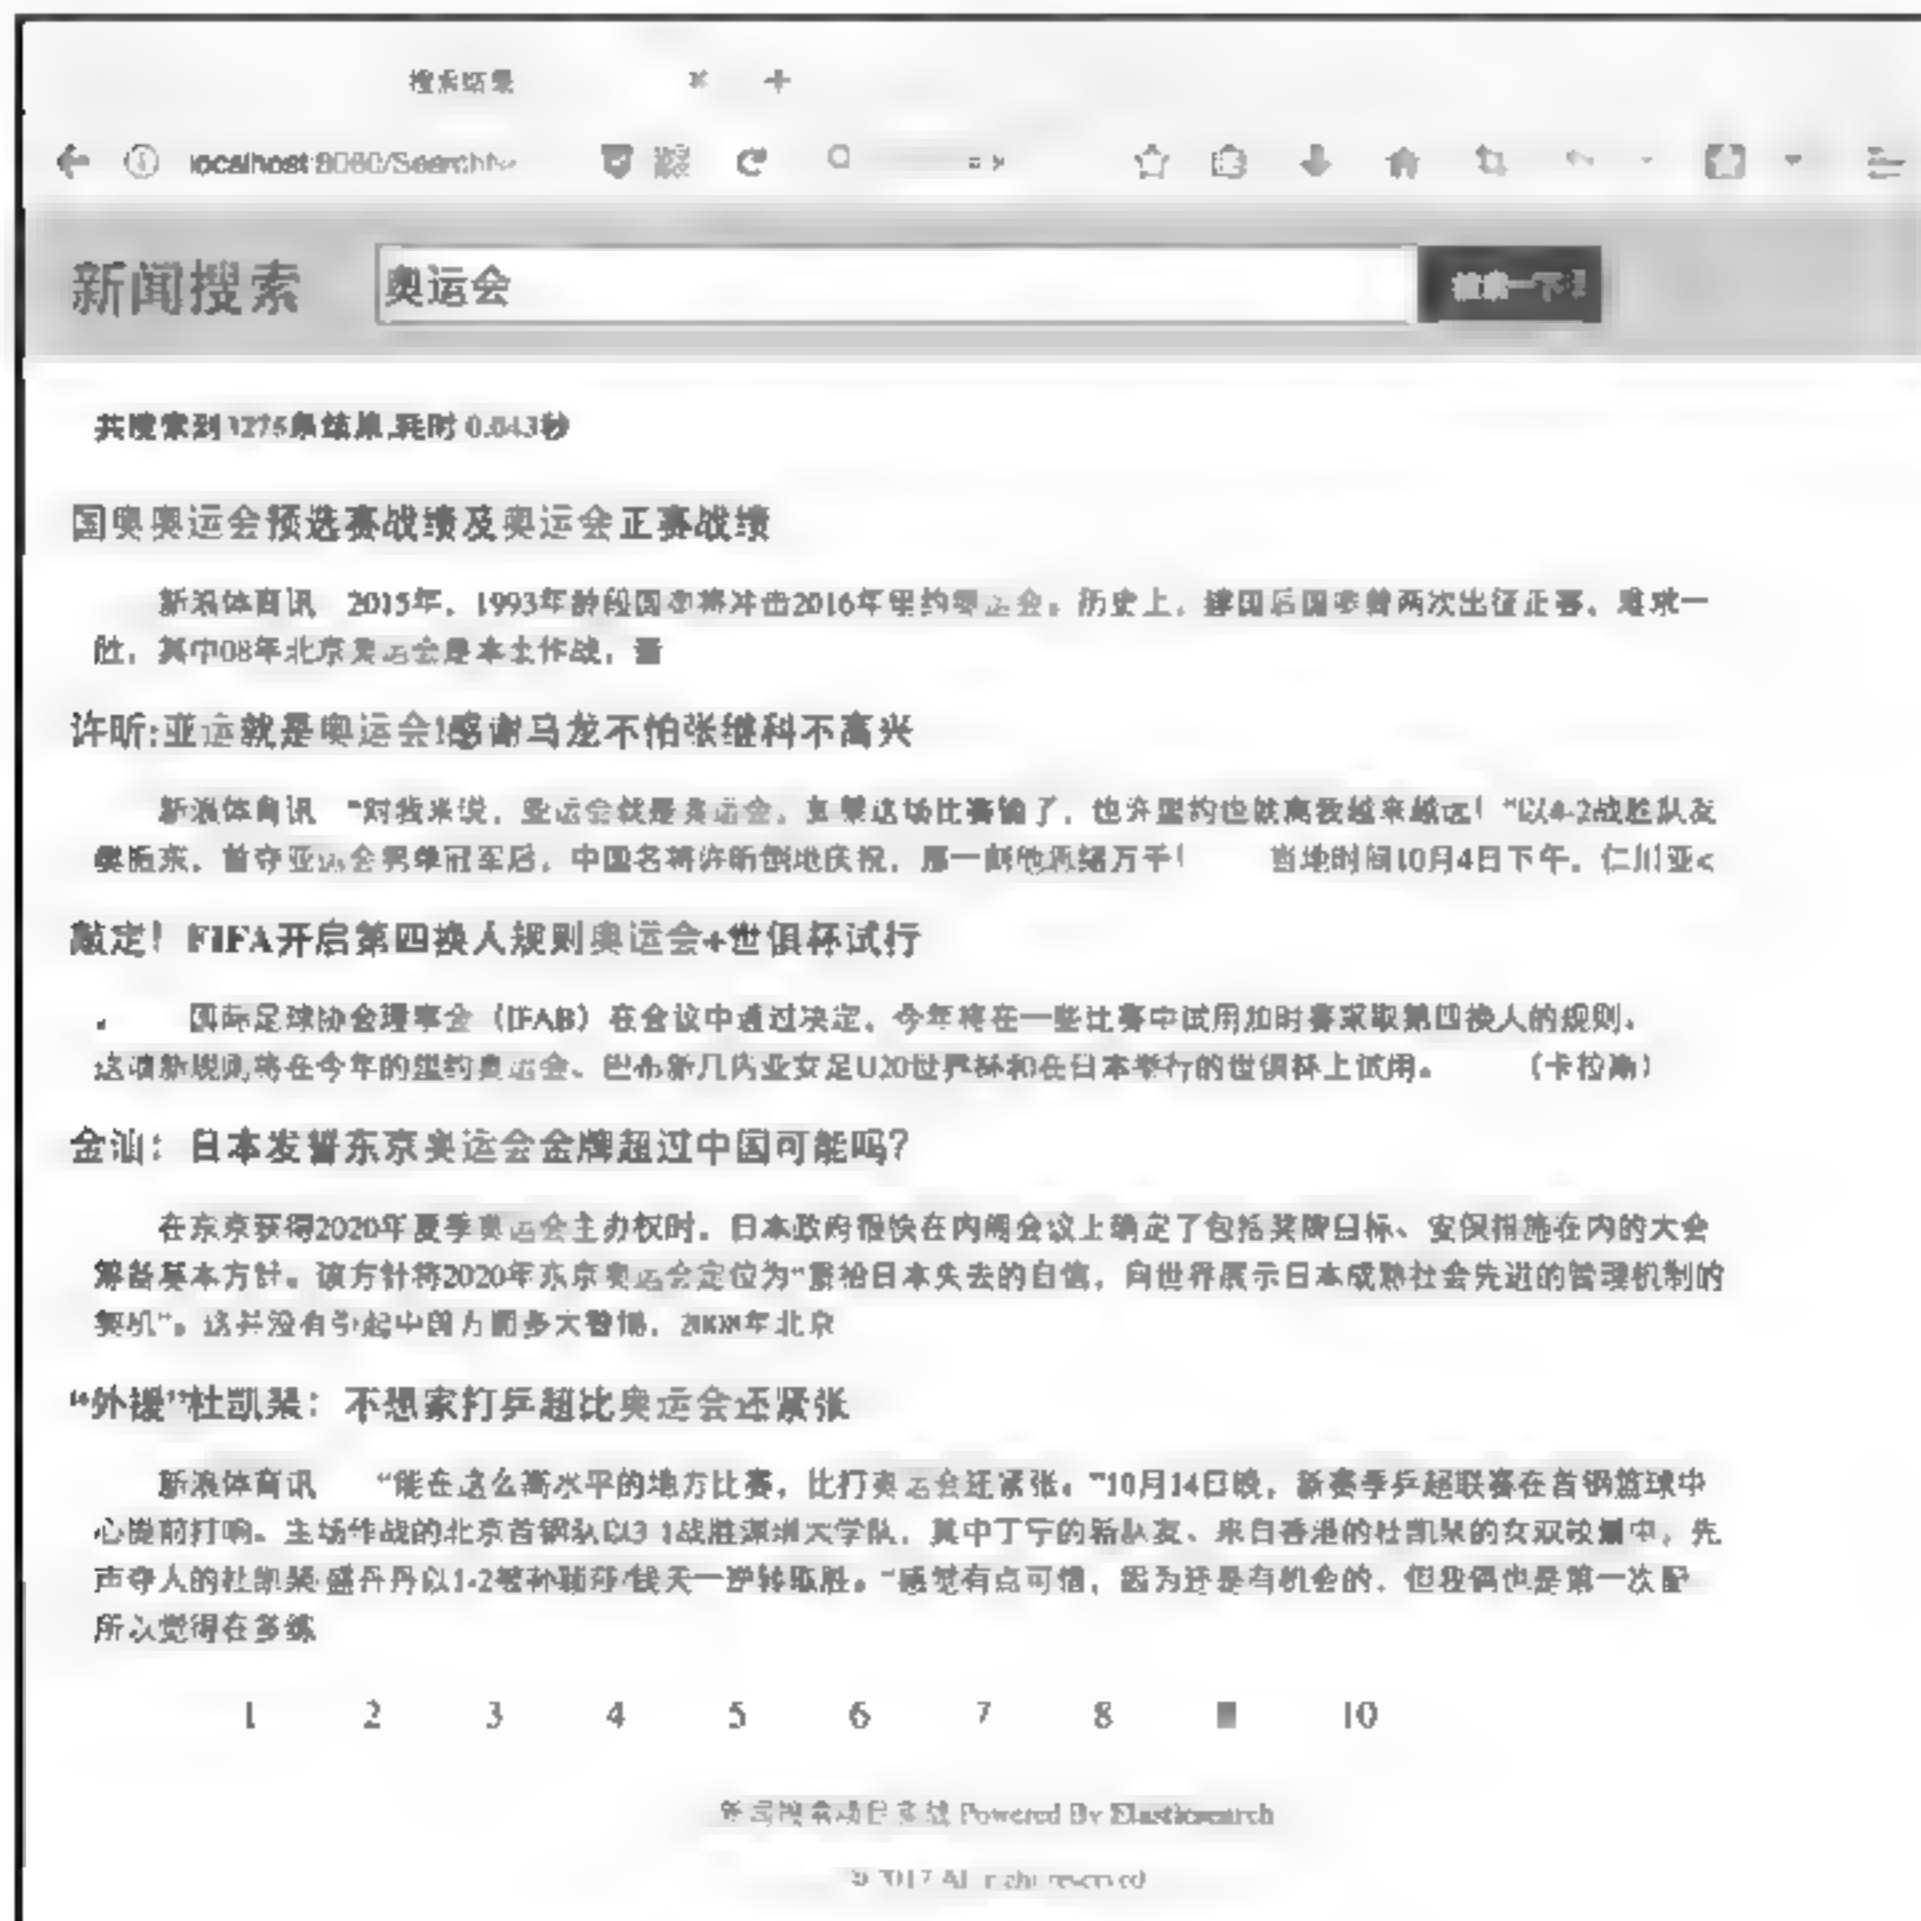 搜索结果
localhost:8080/Search
新闻搜索 奥运会 搜索一下!
共搜索到 条结果,耗时 0.043秒
国奥奥运会预选赛战绩及奥运会正赛战绩
新浪体育讯 2015年,1993年龄段国奥将冲击2016年里约奥运会。历史上,建国后国奥曾两次出征正赛,难求一
胜,其中08年北京奥运会是本土作战,
许昕:亚运就是奥运会!感谢马龙不怕张继科不高兴
新浪体育讯 “对我来说,亚运会就是奥运会,如果这场比赛输了,也许里约也就离我越来越远!”以4-2战胜队友
樊振东,首夺亚运会男单冠军后,中国名将许昕倒地庆祝,那一刻他思绪万千! 当地时间10月4日下午,仁川亚<
敲定!FIFA开启第四换人规则奥运会+世俱杯试行
国际足球协会理事会(IFAB)在会议中通过决定,今年将在一些比赛中试用加时赛采取第四换人的规则。
这项新规则将在今年的里约奥运会、巴布新几内亚女足U20世界杯和在日本举行的世俱杯上试用。 (卡拉斯)
金汕:日本发誓东京奥运会金牌超过中国可能吗?
在东京获得2020年夏季奥运会主办权时,日本政府很快在内阁会议上确定了包括奖牌目标、安保措施在内的大会
筹备基本方针。该方针将2020年东京奥运会定位为“ 日本失去的自信,向世界展示日本成熟社会先进的管理机制的
契机”。这并没有引起中国方面多大警惕,2008年北京
“外援”杜凯琹:不想家打乒超比奥运会还紧张
新浪体育讯 “能在这么高水平的地方比赛,比打奥运会还紧张。”10月14日晚,新赛季乒超联赛在首钢篮球中
心提前打响。主场作战的北京首钢队以3-1战胜深圳大学队,其中丁宁的新队友、来自香港的杜凯琹的女双较量中,先
声夺人的杜凯琹/盛丹丹以1-2被 一逆转取胜。“感觉有点可惜,因为还是有机会的,但我俩也是第一次配
所以觉得在多练
1 2 3 4 5 6 7 8 10
新闻搜索项目实战 Powered By Elasticsearch
© 2017 All rights reserved